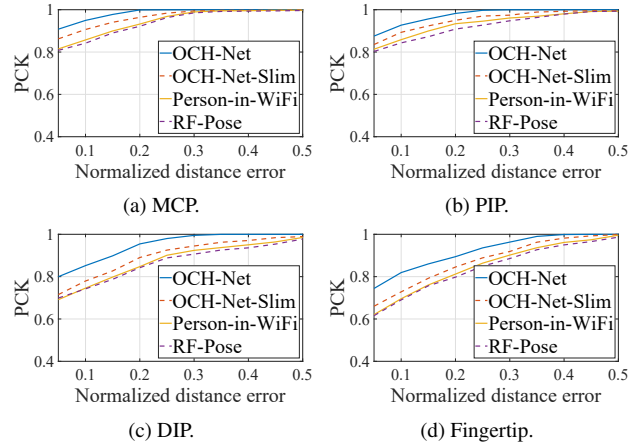 1
0.8
0.6
0.4
PCK
OCH-Net
OCH-Net-Slim
Person-in-WiFi
RF-Pose
0.1 0.2 0.3 0.4 0.5
Normalized distance error
(a) MCP.
1
0.8
0.6
0.4
PCK
OCH-Net
OCH-Net-Slim
Person-in-WiFi
RF-Pose
0.1 0.2 0.3 0.4 0.5
Normalized distance error
(b) PIP.
1
0.8
0.6
0.4
PCK
OCH-Net
OCH-Net-Slim
Person-in-WiFi
RF-Pose
0.1 0.2 0.3 0.4 0.5
Normalized distance error
(c) DIP.
1
0.8
0.6
0.4
PCK
OCH-Net
OCH-Net-Slim
Person-in-WiFi
RF-Pose
0.1 0.2 0.3 0.4 0.5
Normalized distance error
(d) Fingertip.